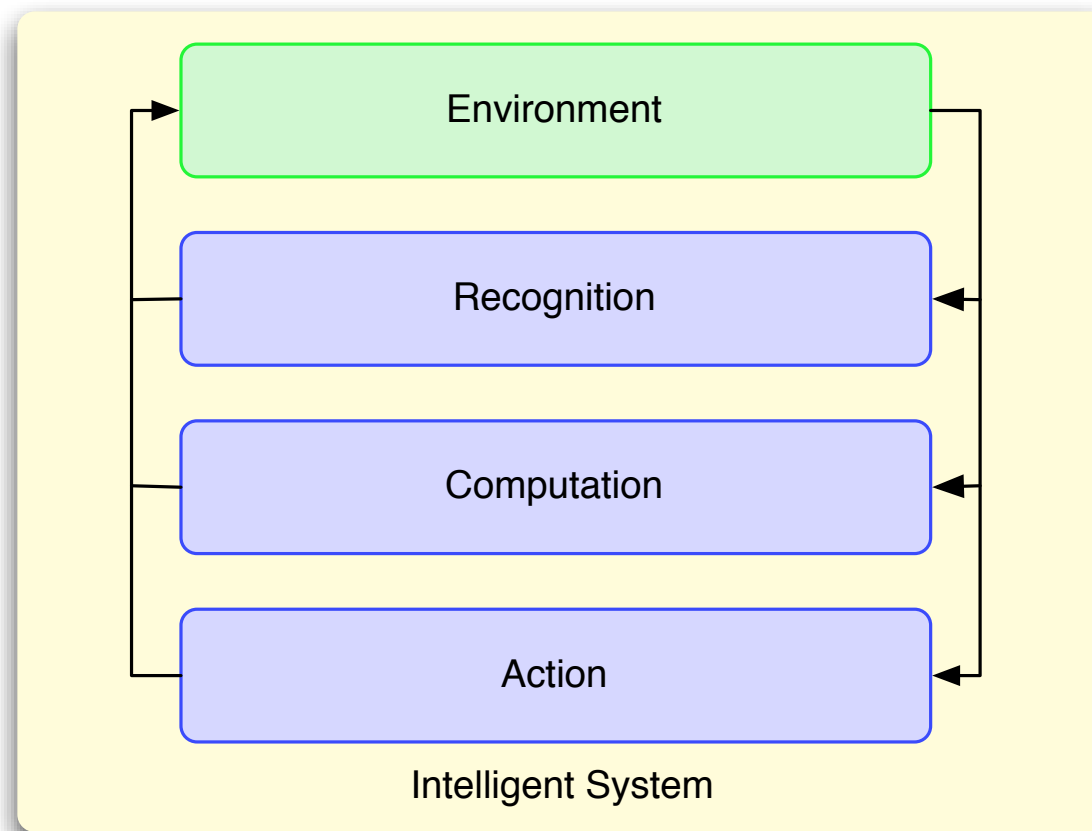 Environment
Recognition
Computation
Action
Intelligent System